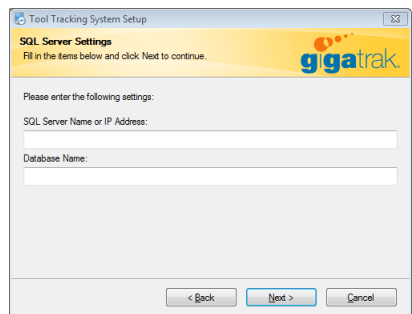 Tool Tracking System Setup
SQL Server Settings
Fill in the items below and click Next to continue.
gigatrak.
Please enter the following settings:
SQL Server Name or IP Address:
Database Name:
< Back
Next >
Cancel